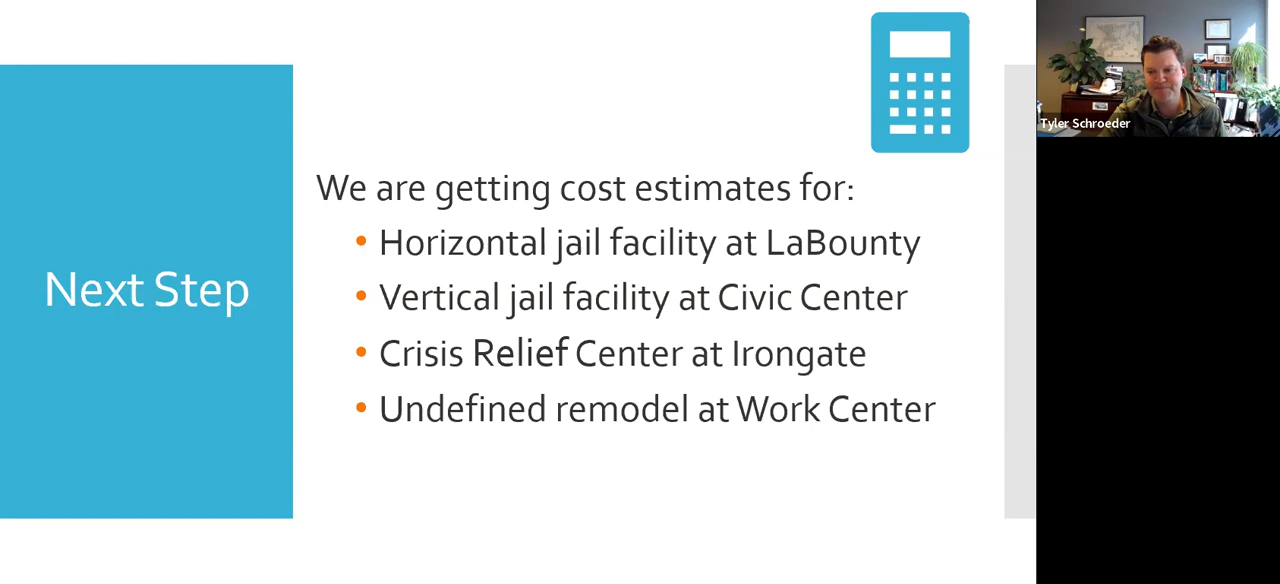 Tyler Schroeder
We are getting cost estimates for:
Horizontal jail facility at LaBounty
Next Step
Vertical jail facility at Civic Center
Crisis Relief Center at Irongate
Undefined remodel at Work Center